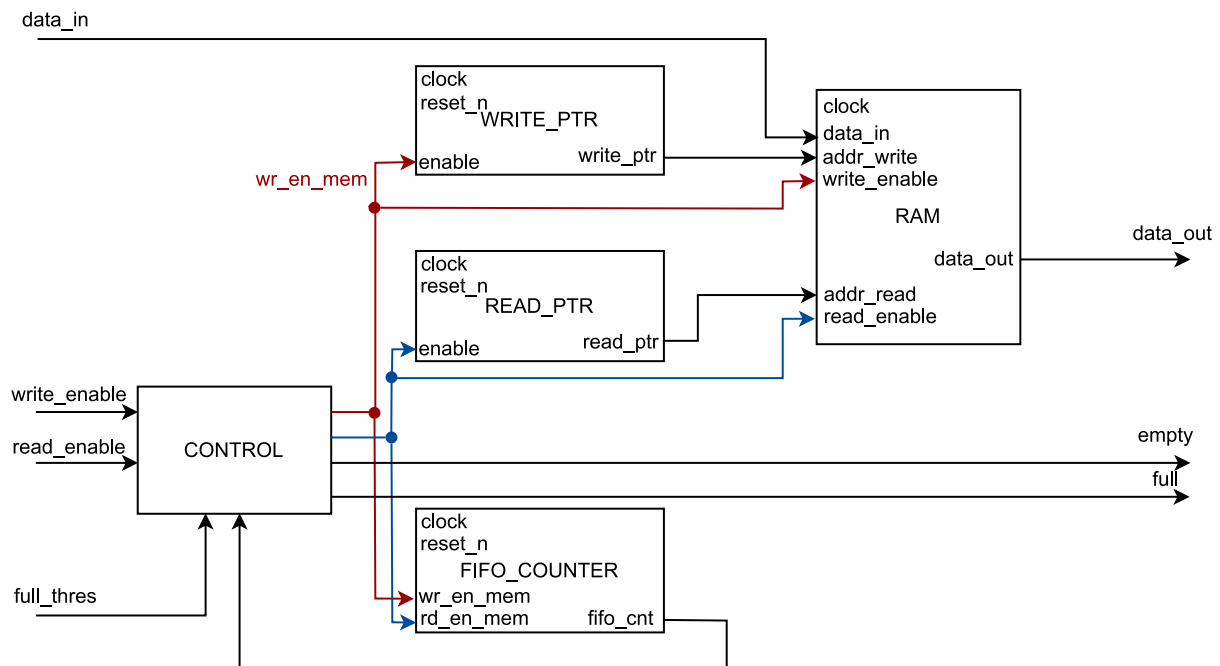 data_in
clock
reset_n
WRITE_PTR
enable
write_ptr
wr_en_mem
clock
data_in
addr_write
write_enable
RAM
data_out
addr_read
read_enable
data_out
clock
reset_n
READ_PTR
enable
read_ptr
write_enable
read_enable
CONTROL
empty
full
clock
reset_n
FIFO_COUNTER
wr_en_mem
rd_en_mem
fifo_cnt
full_thres